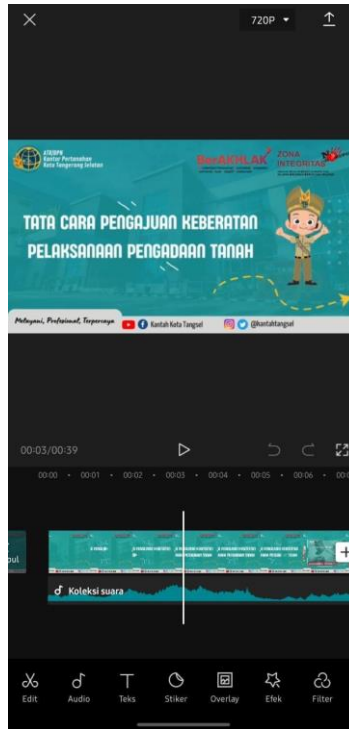 720P
ATR/BPN
Kantor Pertanahan
Kota Tangerang Selatan
BerAKHLAK
ZONA
INTEGRITAS
TATA CARA PENGAJUAN KEBERATAN
PELAKSANAAN PENGADAAN TANAH
Melayani, Profesional, Terpercaya
Kantah Kota Tangsel
@kantahtangsel
00:03/00:39
00:00 00:01 00:02 00:03 00:04 00:05 00:06
Koleksi suara
Edit Audio Teks Stiker Overlay Efek Filter